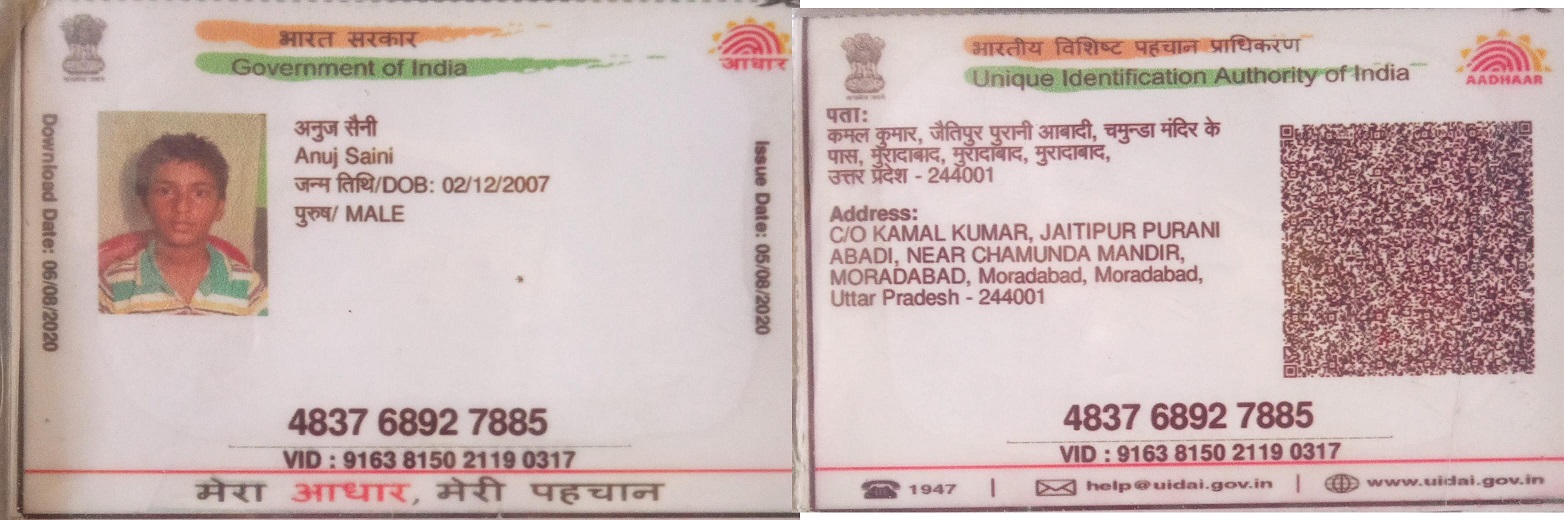 भारत सरकार
Government of India
आधार
Download Date: 06/08/2020
अनुज सैनी
Anuj Saini
जन्म तिथि/DOB: 02/12/2007
पुरुष/ MALE
Issue Date: 05/08/2020
4837 6892 7885
VID : 9163 8150 2119 0317
मेरा आधार, मेरी पहचान
भारतीय विशिष्ट पहचान प्राधिकरण
Unique Identification Authority of India
AADHAAR
पता:
कमल कुमार, जैतिपुर पुरानी आबादी, चमुन्डा मंदिर के
पास, मुरादाबाद, मुरादाबाद, मुरादाबाद,
उत्तर प्रदेश - 244001
Address:
C/O KAMAL KUMAR, JAITIPUR PURANI
ABADI, NEAR CHAMUNDA MANDIR,
MORADABAD, Moradabad, Moradabad,
Uttar Pradesh - 244001
4837 6892 7885
VID : 9163 8150 2119 0317
1947 | help@uidai.gov.in | www.uidai.gov.in